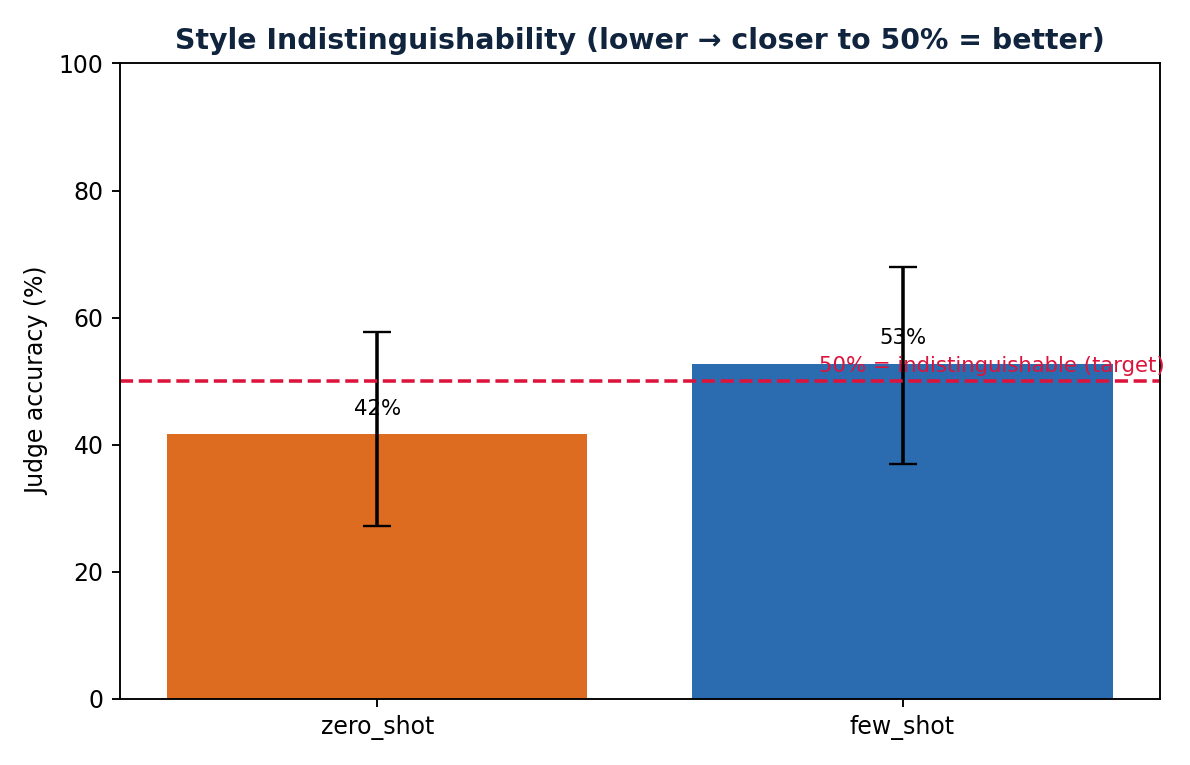 Style Indistinguishability (lower → closer to 50% = better)
100
80
60
40
20
0
Judge accuracy (%)
42%
53%
50% = indistinguishable (target)
zero_shot
few_shot